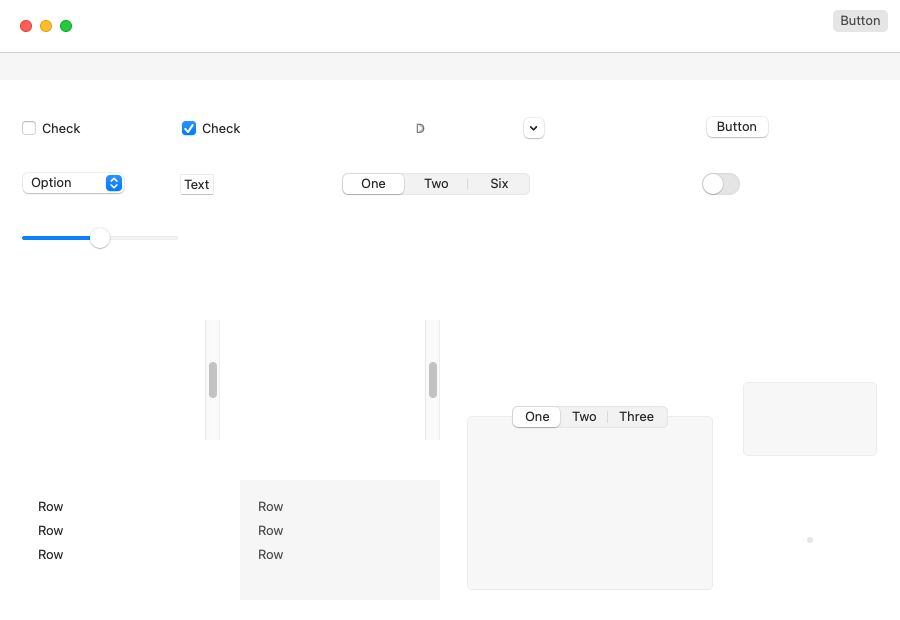 Button
Check
Check
D
Button
Option
Text
One
Two
Six
One
Two
Three
Row
Row
Row
Row
Row
Row